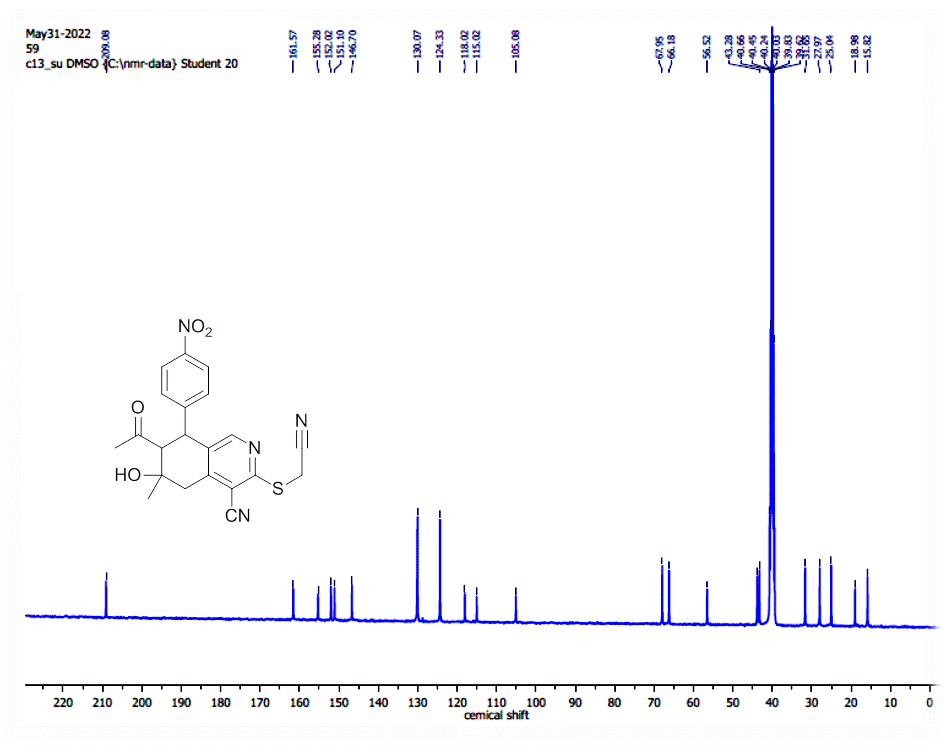 May31-2022
59
c13_su DMSO {C:\nmr-data} Student 20
209.08
161.57
155.28
152.02
151.10
146.70
130.07
124.33
118.02
115.02
105.08
67.95
66.18
56.52
43.28
40.66
40.45
40.24
40.03
39.83
39.62
31.65
27.97
25.04
18.98
15.82
NO2
O
N
HO
N
S
CN
220 210 200 190 180 170 160 150 140 130 120 110 100 90 80 70 60 50 40 30 20 10 0
cemical shift